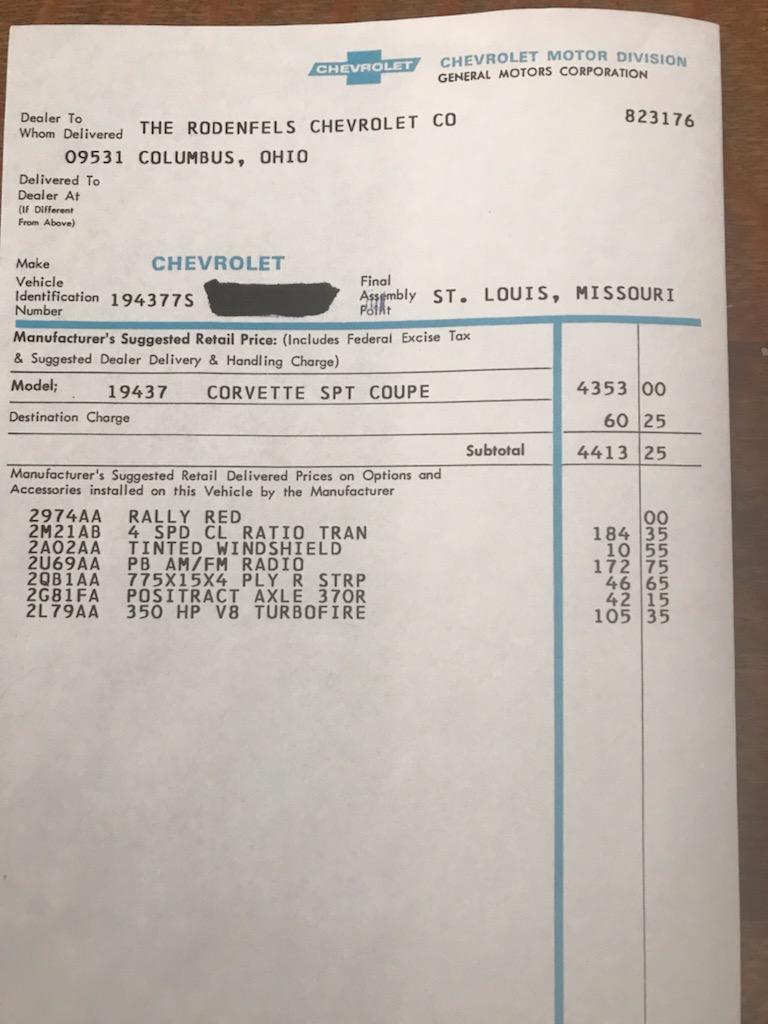 CHEVROLET
CHEVROLET MOTOR DIVISION
GENERAL MOTORS CORPORATION
Dealer To
Whom Delivered THE RODENFELS CHEVROLET CO 823176
09531 COLUMBUS, OHIO
Delivered To
Dealer At
(If Different
From Above)
Make CHEVROLET
Vehicle
Identification
Number 194377S
Final
Assembly
Point ST. LOUIS, MISSOURI
Manufacturer's Suggested Retail Price: (Includes Federal Excise Tax
& Suggested Dealer Delivery & Handling Charge)
Model; 19437 CORVETTE SPT COUPE 4353 00
Destination Charge 60 25
Subtotal 4413 25
Manufacturer's Suggested Retail Delivered Prices on Options and
Accessories installed on this Vehicle by the Manufacturer
2974AA RALLY RED 00
2M21AB 4 SPD CL RATIO TRAN 184 35
2A02AA TINTED WINDSHIELD 10 55
2U69AA PB AM/FM RADIO 172 75
2QB1AA 775X15X4 PLY R STRP 46 65
2G81FA POSITRACT AXLE 370R 42 15
2L79AA 350 HP V8 TURBOFIRE 105 35